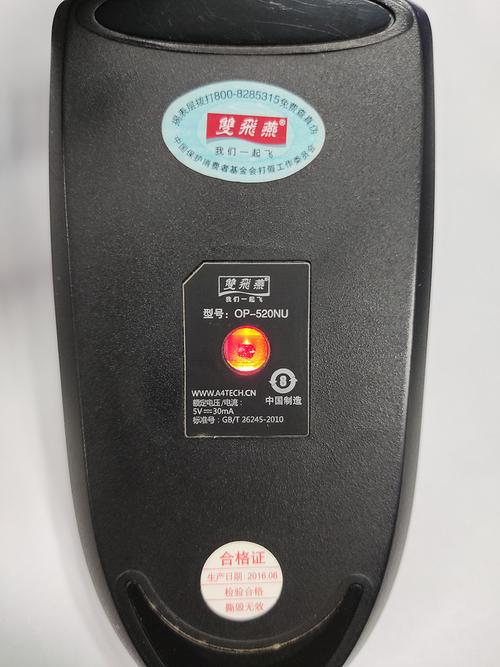 揭表层拨打800-8285315免费查真伪
雙飛燕®
我们一起飞
中国保护消费者基金会打假工作委员会
雙飛燕®
我们一起飞
型号: OP-520NU
WWW.A4TECH.CN
额定电压/电流:
5V⎓30mA
标准号: GB/T 26245-2010
8
中国制造
合格证
生产日期: 2016.06
检验合格
撕毁无效